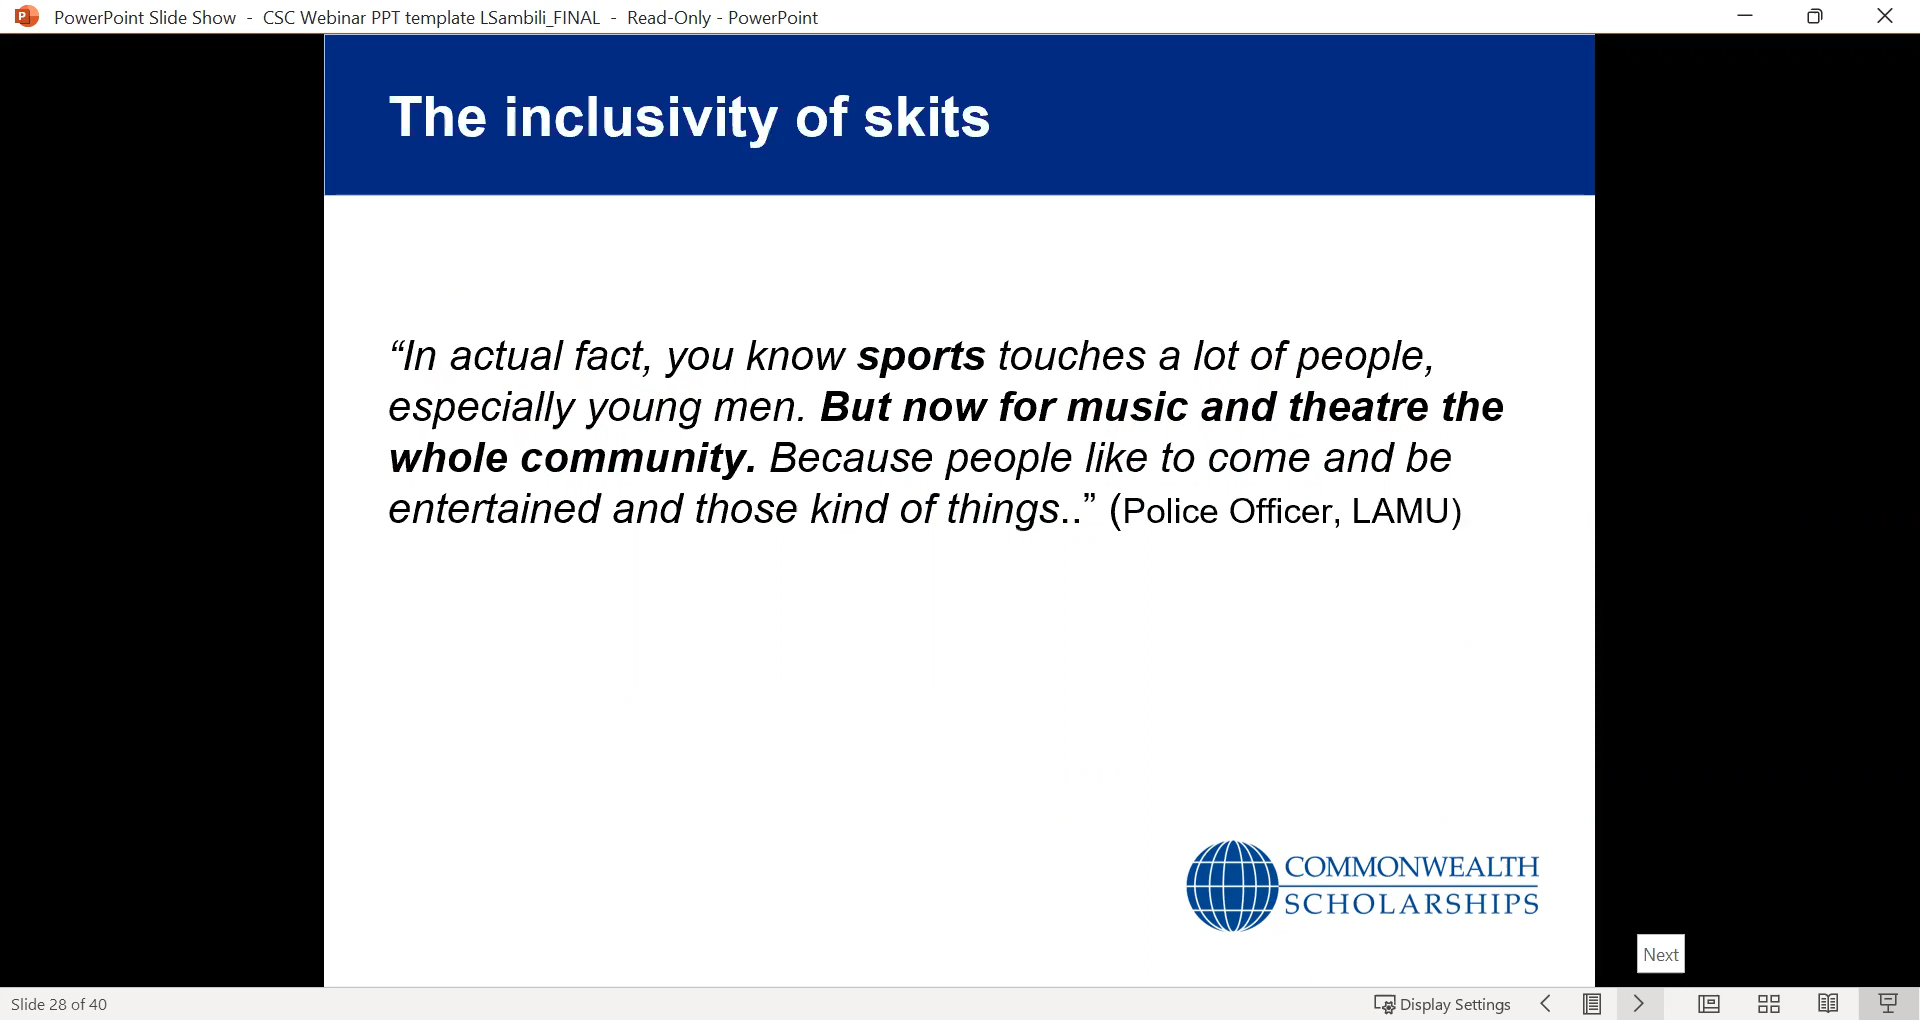 PowerPoint Slide Show - CSC Webinar PPT template LSambili_FINAL - Read-Only - PowerPoint
The inclusivity of skits
“In actual fact, you know sports touches a lot of people,
especially young men. But now for music and theatre the
whole community. Because people like to come and be
entertained and those kind of things..” (Police Officer, LAMU)
COMMONWEALTH
SCHOLARSHIPS
Next
Slide 28 of 40
Display Settings